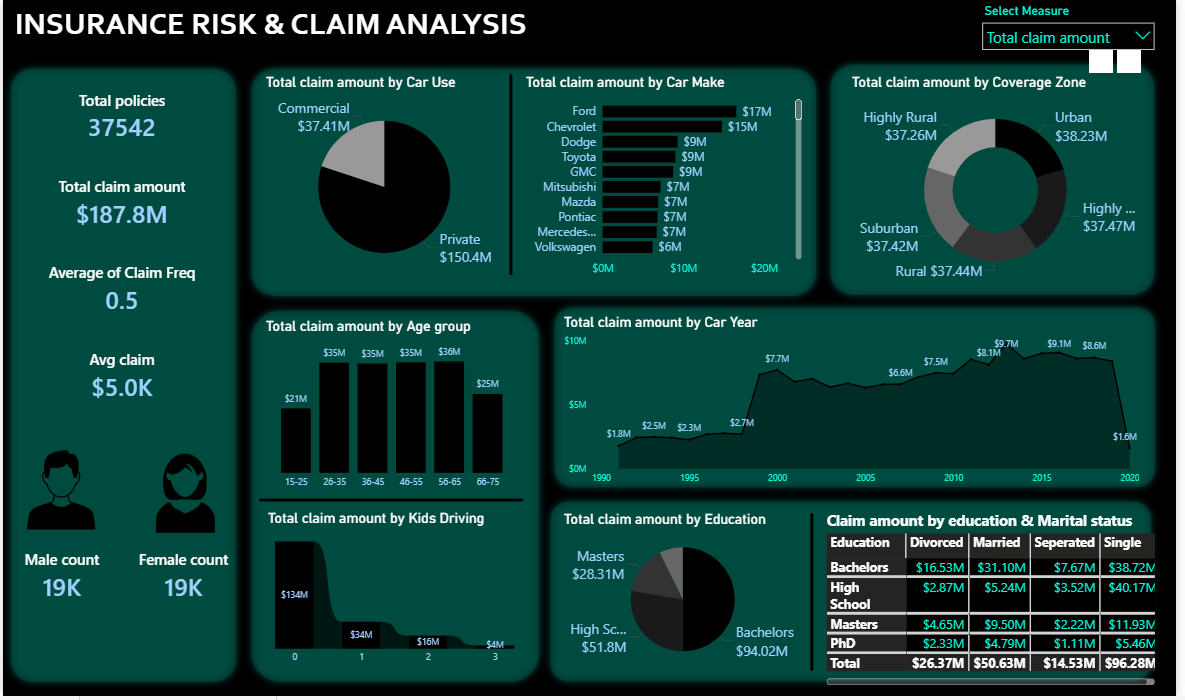 INSURANCE RISK & CLAIM ANALYSIS
Select Measure
Total claim amount
Total policies
37542
Total claim amount
$187.8M
Average of Claim Freq
0.5
Avg claim
$5.0K
Male count
19K
Female count
19K
Total claim amount by Car Use
Commercial
$37.41M
Private
$150.4M
Total claim amount by Car Make
Ford $17M
Chevrolet $15M
Dodge $9M
Toyota $9M
GMC $9M
Mitsubishi $7M
Mazda $7M
Pontiac $7M
Mercedes... $7M
Volkswagen $6M
$0M $10M $20M
Total claim amount by Coverage Zone
Highly Rural
$37.26M
Urban
$38.23M
Highly ...
$37.47M
Suburban
$37.42M
Rural $37.44M
Total claim amount by Age group
$21M $35M $35M $35M $36M $25M
15-25 26-35 36-45 46-55 56-65 66-75
Total claim amount by Kids Driving
$134M $34M $16M $4M
0 1 2 3
Total claim amount by Car Year
$10M
$5M
$0M
$1.8M $2.5M $2.3M $2.7M $7.7M $6.6M $7.5M $8.1M $9.7M $9.1M $8.6M $1.6M
1990 1995 2000 2005 2010 2015 2020
Total claim amount by Education
Masters
$28.31M
High Sc...
$51.8M
Bachelors
$94.02M
Claim amount by education & Marital status
Education Divorced Married Seperated Single
Bachelors $16.53M $31.10M $7.67M $38.72M
High School $2.87M $5.24M $3.52M $40.17M
Masters $4.65M $9.50M $2.22M $11.93M
PhD $2.33M $4.79M $1.11M $5.46M
Total $26.37M $50.63M $14.53M $96.28M